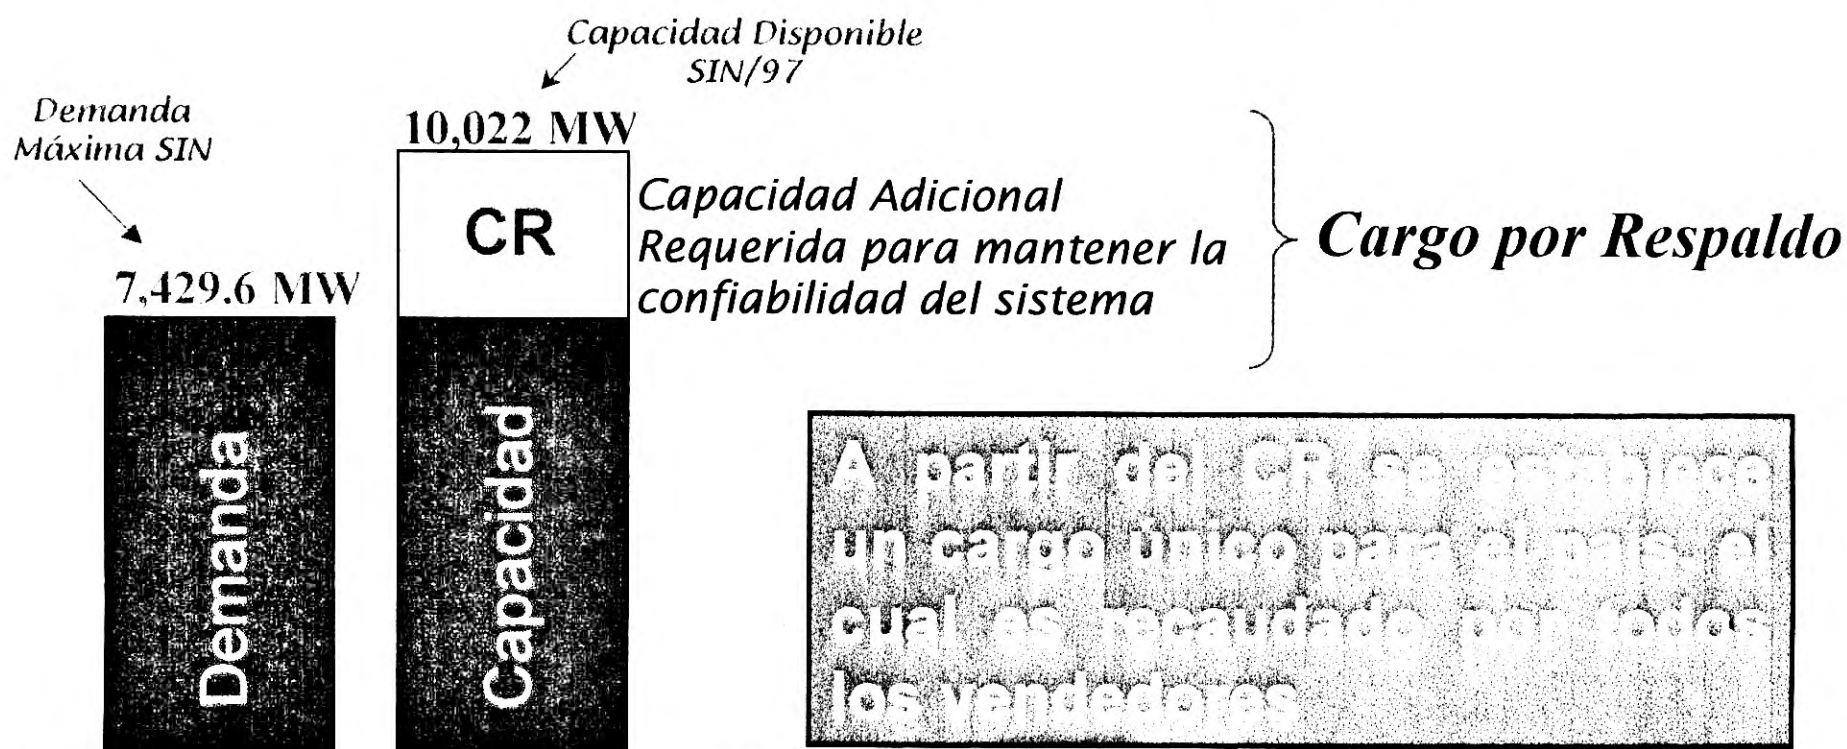 Capacidad Disponible
SIN/97
Demanda
Máxima SIN
10,022 MW
7,429.6 MW
CR
Capacidad Adicional
Requerida para mantener la
confiabilidad del sistema
Cargo por Respaldo
Demanda
Capacidad
A partir del CR se establece
un cargo único para el país, el
cual es recaudado por todos
los vendedores